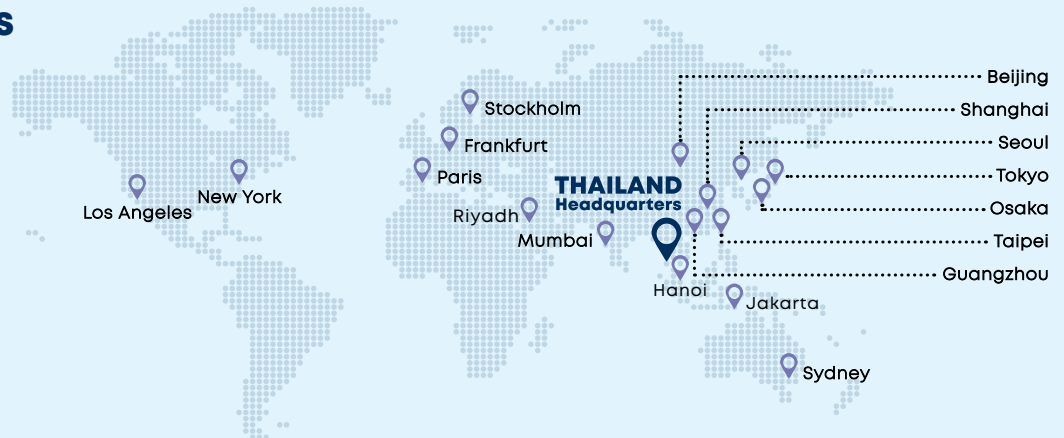 s
Beijing
Shanghai
Stockholm
Seoul
Frankfurt
Tokyo
Paris
THAILAND
Headquarters
New York
Los Angeles
Riyadh
Osaka
Mumbai
Taipei
Guangzhou
Hanoi
Jakarta
Sydney